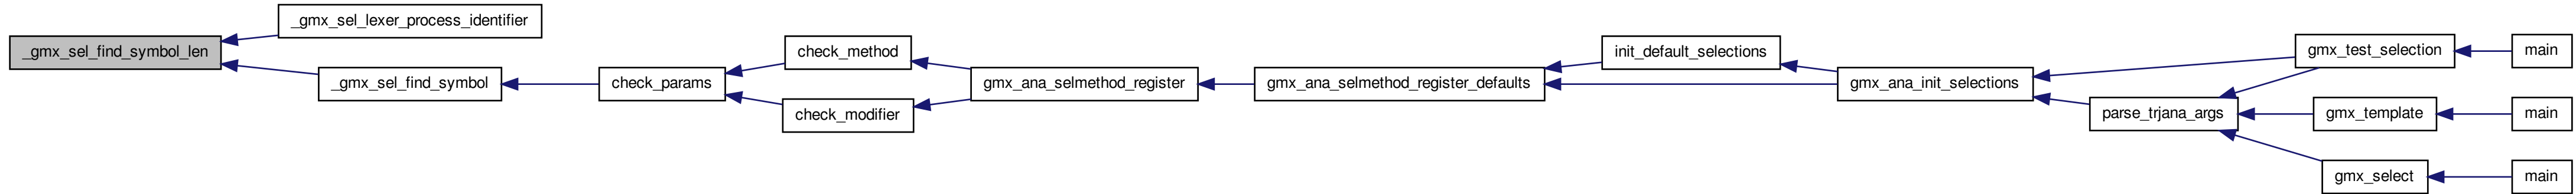 _gmx_sel_find_symbol_len
_gmx_sel_lexer_process_identifier
_gmx_sel_find_symbol
check_params
check_method
check_modifier
gmx_ana_selmethod_register
gmx_ana_selmethod_register_defaults
init_default_selections
gmx_ana_init_selections
gmx_test_selection
main
parse_trjana_args
gmx_template
main
gmx_select
main